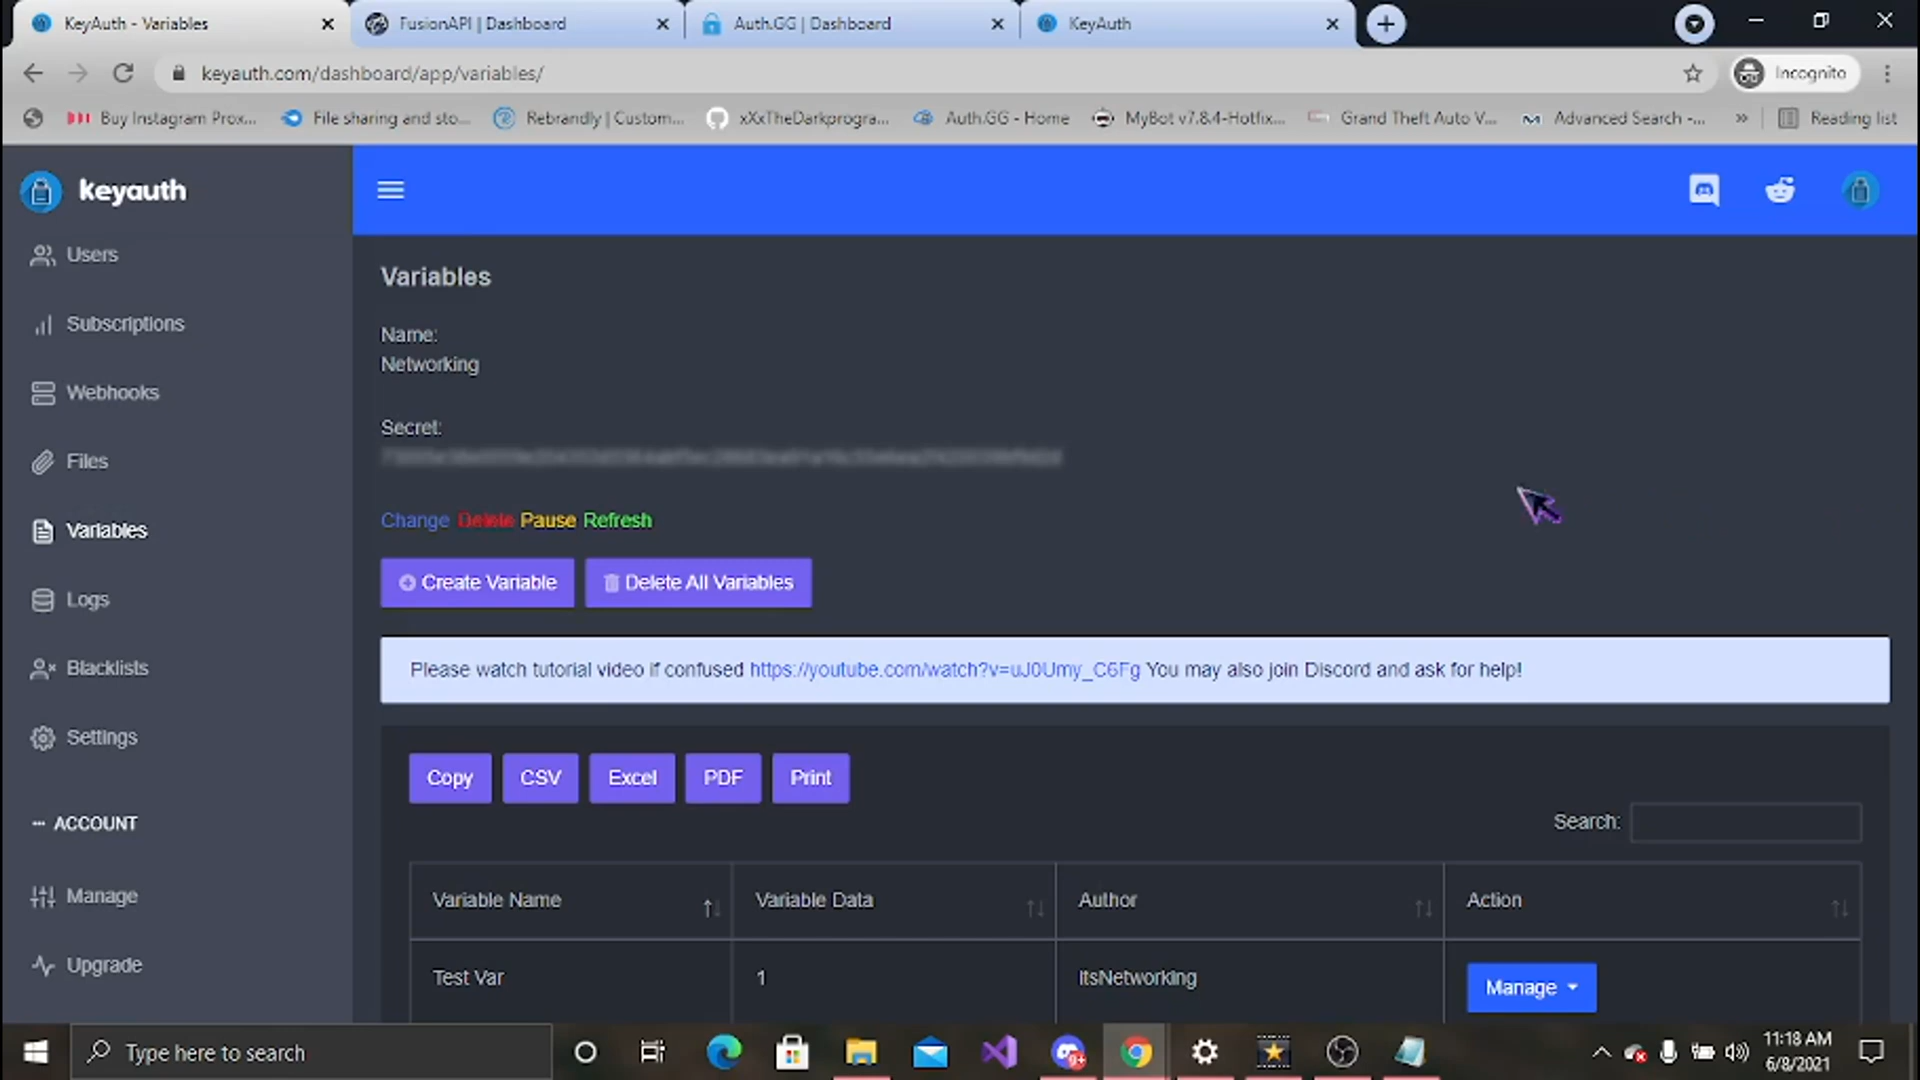 KeyAuth - Variables
FusionAPI | Dashboard
Auth.GG | Dashboard
KeyAuth
keyauth.com/dashboard/app/variables/
Incognito
Buy Instagram Prox...
File sharing and sto...
Rebrandly | Custom...
xXxTheDarkprogra...
Auth.GG - Home
MyBot v7.8.4-Hotfix...
Grand Theft Auto V...
Advanced Search -...
»
Reading list
keyauth
Users
Subscriptions
Webhooks
Files
Variables
Logs
Blacklists
Settings
ACCOUNT
Manage
Upgrade
Variables
Name:
Networking
Secret:
Change Delete Pause Refresh
Create Variable
Delete All Variables
Please watch tutorial video if confused https://youtube.com/watch?v=uJ0Umy_C6Fg You may also join Discord and ask for help!
Copy
CSV
Excel
PDF
Print
Search:
Variable Name
Variable Data
Author
Action
Test Var
1
ItsNetworking
Manage
Type here to search
9+
11:18 AM
6/8/2021